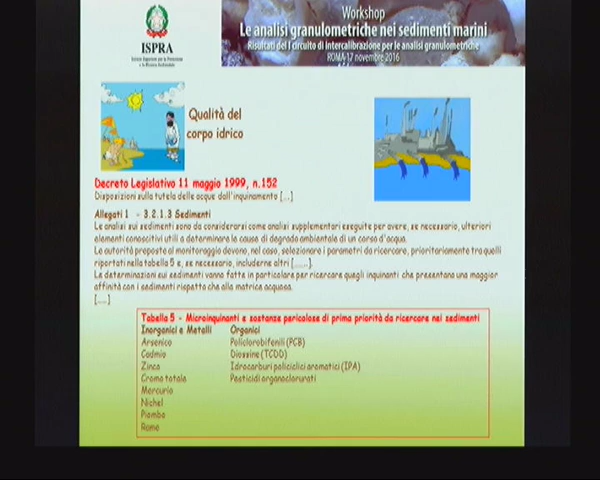 Workshop
Le analisi granulometriche nei sedimenti marini
Risultati del I circuito di intercalibrazione per le analisi granulometriche
ROMA-17 novembre 2016
ISPRA
Istituto Superiore per la Protezione
e la Ricerca Ambientale
Qualità del
corpo idrico
Decreto Legislativo 11 maggio 1999, n.152
Disposizioni sulla tutela delle acque dall'inquinamento [...]
Allegati 1 - 3.2.1.3 Sedimenti
Le analisi sui sedimenti sono da considerarsi come analisi supplementari eseguite per avere, se necessario, ulteriori
elementi conoscitivi utili a determinare le cause di degrado ambientale di un corso d'acqua.
Le autorità preposte al monitoraggio devono, nel caso, selezionare i parametri da ricercare, prioritariamente tra quelli
riportati nella tabella 5 e, se necessario, includerne altri [......].
Le determinazioni sui sedimenti vanno fatte in particolare per ricercare quegli inquinanti che presentano una maggior
affinità con i sedimenti rispetto che alla matrice acquosa.
[.....]
Tabella 5 - Microinquinanti e sostanze pericolose di prima priorità da ricercare nei sedimenti
Inorganici e Metalli Organici
Arsenico Policlorobifenili (PCB)
Cadmio Diossine (TCDD)
Zinco Idrocarburi policiclici aromatici (IPA)
Cromo totale Pesticidi organoclorurati
Mercurio
Nichel
Piombo
Rame